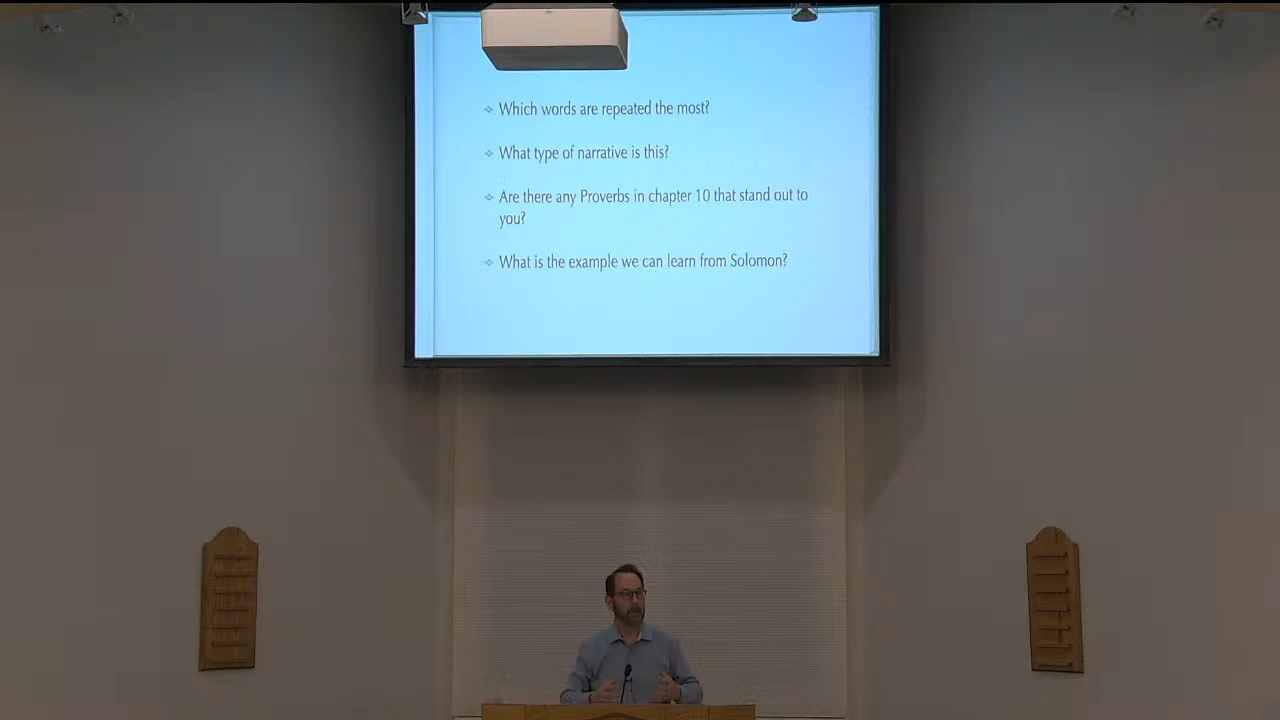 Which words are repeated the most?
What type of narrative is this?
Are there any Proverbs in chapter 10 that stand out to
you?
What is the example we can learn from Solomon?